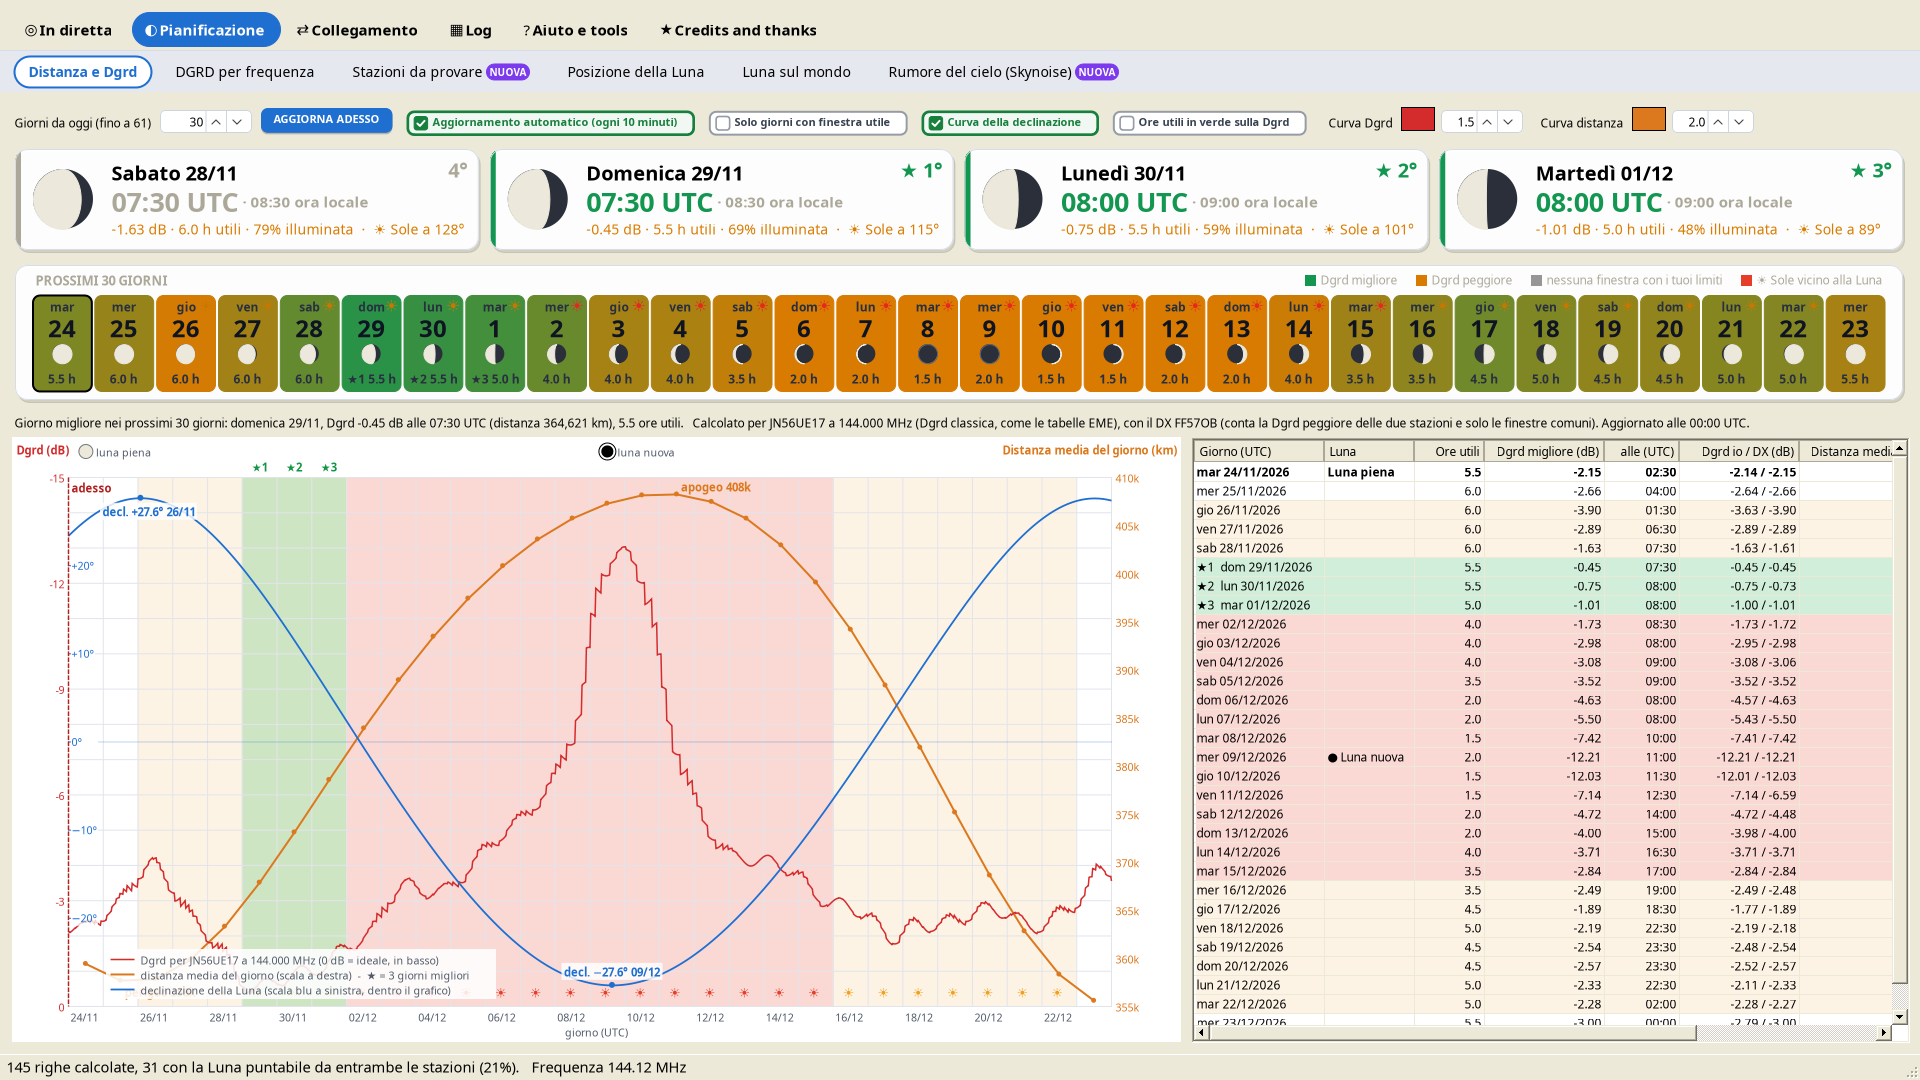 ◎In diretta ◐Pianificazione ⇄Collegamento ▦Log ?Aiuto e tools ★Credits and thanks
Distanza e Dgrd DGRD per frequenza Stazioni da provare NUOVA Posizione della Luna Luna sul mondo Rumore del cielo (Skynoise) NUOVA
Giorni da oggi (fino a 61) 30 AGGIORNA ADESSO Aggiornamento automatico (ogni 10 minuti) Solo giorni con finestra utile Curva della declinazione Ore utili in verde sulla Dgrd Curva Dgrd 1.5 Curva distanza 2.0
Sabato 28/11 4°
07:30 UTC · 08:30 ora locale
-1.63 dB · 6.0 h utili · 79% illuminata · ☀ Sole a 128°
Domenica 29/11 ★ 1°
07:30 UTC · 08:30 ora locale
-0.45 dB · 5.5 h utili · 69% illuminata · ☀ Sole a 115°
Lunedì 30/11 ★ 2°
08:00 UTC · 09:00 ora locale
-0.75 dB · 5.5 h utili · 59% illuminata · ☀ Sole a 101°
Martedì 01/12 ★ 3°
08:00 UTC · 09:00 ora locale
-1.01 dB · 5.0 h utili · 48% illuminata · ☀ Sole a 89°
PROSSIMI 30 GIORNI Dgrd migliore Dgrd peggiore nessuna finestra con i tuoi limiti ☀ Sole vicino alla Luna
mar mer gio ven sab dom lun mar mer gio ven sab dom lun mar mer gio ven sab dom lun mar mer gio ven sab dom lun mar mer
24 25 26 27 28 29 30 1 2 3 4 5 6 7 8 9 10 11 12 13 14 15 16 17 18 19 20 21 22 23
5.5 h 6.0 h 6.0 h 6.0 h 6.0 h ★1 5.5 h ★2 5.5 h ★3 5.0 h 4.0 h 4.0 h 4.0 h 3.5 h 2.0 h 2.0 h 1.5 h 2.0 h 1.5 h 1.5 h 2.0 h 2.0 h 4.0 h 3.5 h 3.5 h 4.5 h 5.0 h 4.5 h 4.5 h 5.0 h 5.0 h 5.5 h
Giorno migliore nei prossimi 30 giorni: domenica 29/11, Dgrd -0.45 dB alle 07:30 UTC (distanza 364,621 km), 5.5 ore utili. Calcolato per JN56UE17 a 144.000 MHz (Dgrd classica, come le tabelle EME), con il DX FF57OB (conta la Dgrd peggiore delle due stazioni e solo le finestre comuni). Aggiornato alle 00:00 UTC.
Dgrd (dB) luna piena luna nuova Distanza media del giorno (km)
★1 ★2 ★3
-15 adesso apogeo 408k 410k
decl. +27.6° 26/11
405k
+20°
-12 400k
395k
+10°
-9 390k
385k
0°
380k
-6 375k
−10°
370k
-3 365k
−20°
360k
decl. −27.6° 09/12
Dgrd per JN56UE17 a 144.000 MHz (0 dB = ideale, in basso)
distanza media del giorno (scala a destra) - ★ = 3 giorni migliori
declinazione della Luna (scala blu a sinistra, dentro il grafico)
0 355k
24/11 26/11 28/11 30/11 02/12 04/12 06/12 08/12 10/12 12/12 14/12 16/12 18/12 20/12 22/12
giorno (UTC)
Giorno (UTC) Luna Ore utili Dgrd migliore (dB) alle (UTC) Dgrd io / DX (dB) Distanza media
mar 24/11/2026 Luna piena 5.5 -2.15 02:30 -2.14 / -2.15
mer 25/11/2026 6.0 -2.66 04:00 -2.64 / -2.66
gio 26/11/2026 6.0 -3.90 01:30 -3.63 / -3.90
ven 27/11/2026 6.0 -2.89 06:30 -2.89 / -2.89
sab 28/11/2026 6.0 -1.63 07:30 -1.63 / -1.61
★1 dom 29/11/2026 5.5 -0.45 07:30 -0.45 / -0.45
★2 lun 30/11/2026 5.5 -0.75 08:00 -0.75 / -0.73
★3 mar 01/12/2026 5.0 -1.01 08:00 -1.00 / -1.01
mer 02/12/2026 4.0 -1.73 08:30 -1.73 / -1.72
gio 03/12/2026 4.0 -2.98 08:00 -2.95 / -2.98
ven 04/12/2026 4.0 -3.08 09:00 -3.08 / -3.06
sab 05/12/2026 3.5 -3.52 09:00 -3.52 / -3.52
dom 06/12/2026 2.0 -4.63 08:00 -4.57 / -4.63
lun 07/12/2026 2.0 -5.50 08:00 -5.43 / -5.50
mar 08/12/2026 1.5 -7.42 10:00 -7.41 / -7.42
mer 09/12/2026 ● Luna nuova 2.0 -12.21 11:00 -12.21 / -12.21
gio 10/12/2026 1.5 -12.03 11:30 -12.01 / -12.03
ven 11/12/2026 1.5 -7.14 12:30 -7.14 / -6.59
sab 12/12/2026 2.0 -4.72 14:00 -4.72 / -4.48
dom 13/12/2026 2.0 -4.00 15:00 -3.98 / -4.00
lun 14/12/2026 4.0 -3.71 16:30 -3.71 / -3.71
mar 15/12/2026 3.5 -2.84 17:00 -2.84 / -2.84
mer 16/12/2026 3.5 -2.49 19:00 -2.49 / -2.48
gio 17/12/2026 4.5 -1.89 18:30 -1.77 / -1.89
ven 18/12/2026 5.0 -2.19 22:30 -2.19 / -2.18
sab 19/12/2026 4.5 -2.54 23:30 -2.48 / -2.54
dom 20/12/2026 4.5 -2.57 23:30 -2.52 / -2.57
lun 21/12/2026 5.0 -2.33 22:30 -2.11 / -2.33
mar 22/12/2026 5.0 -2.28 02:00 -2.28 / -2.27
mer 23/12/2026 5.5 -3.00 00:00 -2.79 / -3.00
145 righe calcolate, 31 con la Luna puntabile da entrambe le stazioni (21%). Frequenza 144.12 MHz